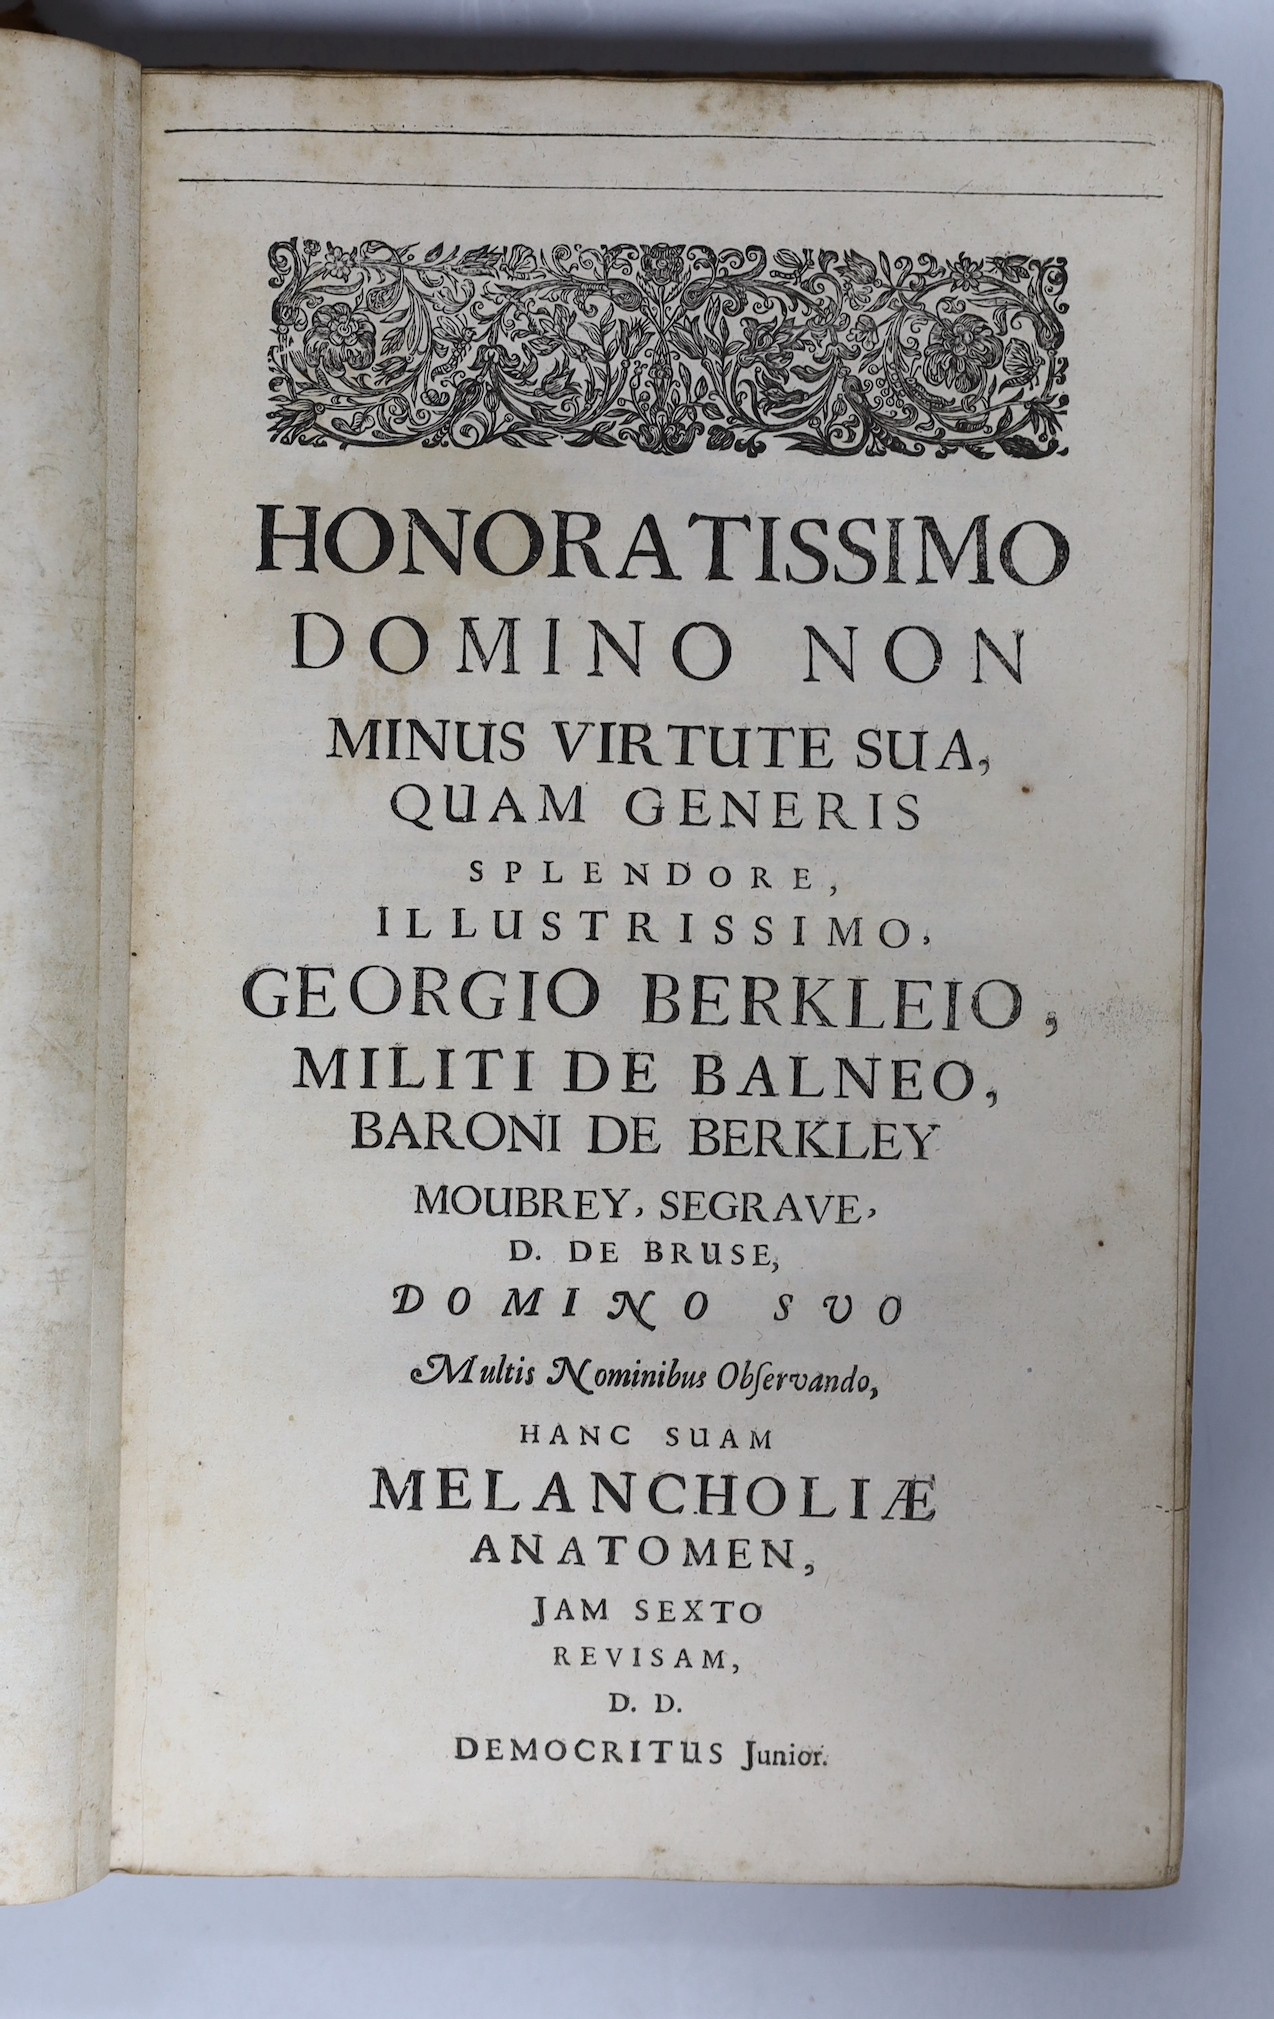 HONORATISSIMO
DOMINO NON
MINUS VIRTUTE SUA,
QUAM GENERIS
SPLENDORE,
ILLUSTRISSIMO,
GEORGIO BERKLEIO,
MILITI DE BALNEO,
BARONI DE BERKLEY
MOUBREY, SEGRAVE,
D. DE BRUSE,
DOMINO SVO
Multis Nominibus Obſervando,
HANC SUAM
MELANCHOLIÆ
ANATOMEN,
JAM SEXTO
REVISAM,
D. D.
DEMOCRITUS Junior.